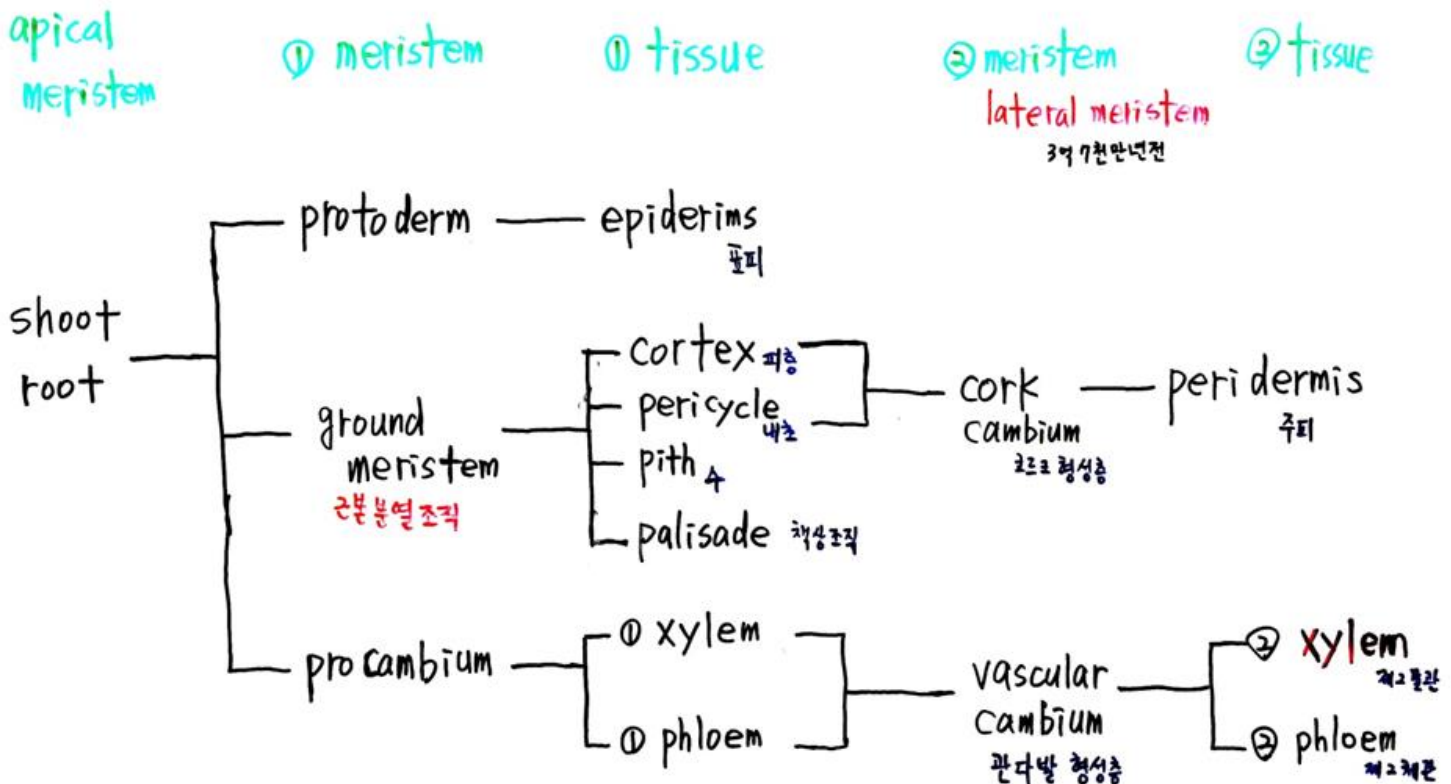 apical
meristem
① meristem
① tissue
② meristem
② tissue
lateral meristem
3억 7천만년전
shoot
root
protoderm
epiderims
표피
ground
meristem
근본 분열 조직
cortex 피층
pericycle
내초
pith 수
palisade 책상조직
cork
cambium
코르크 형성층
peridermis
주피
procambium
① xylem
① phloem
vascular
cambium
관다발 형성층
② xylem
제2물관
② phloem
제2체관